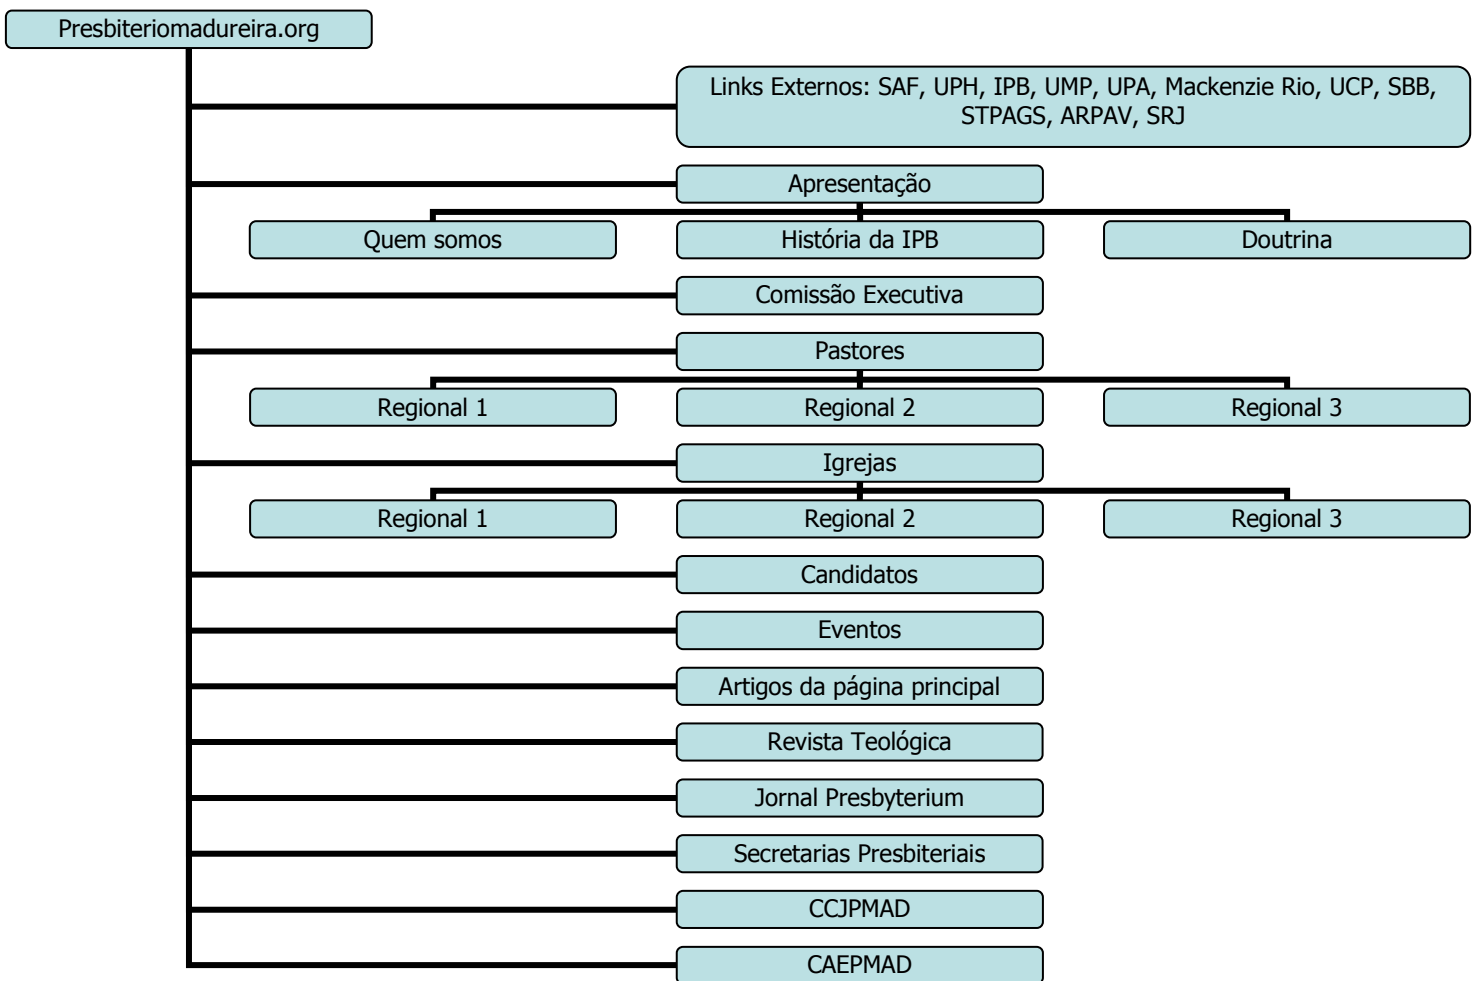 Presbiteriomadureira.org
Links Externos: SAF, UPH, IPB, UMP, UPA, Mackenzie Rio, UCP, SBB,
STPAGS, ARPAV, SRJ
Apresentação
Quem somos
História da IPB
Doutrina
Comissão Executiva
Pastores
Regional 1
Regional 2
Regional 3
Igrejas
Regional 1
Regional 2
Regional 3
Candidatos
Eventos
Artigos da página principal
Revista Teológica
Jornal Presbyterium
Secretarias Presbiteriais
CCJPMAD
CAEPMAD